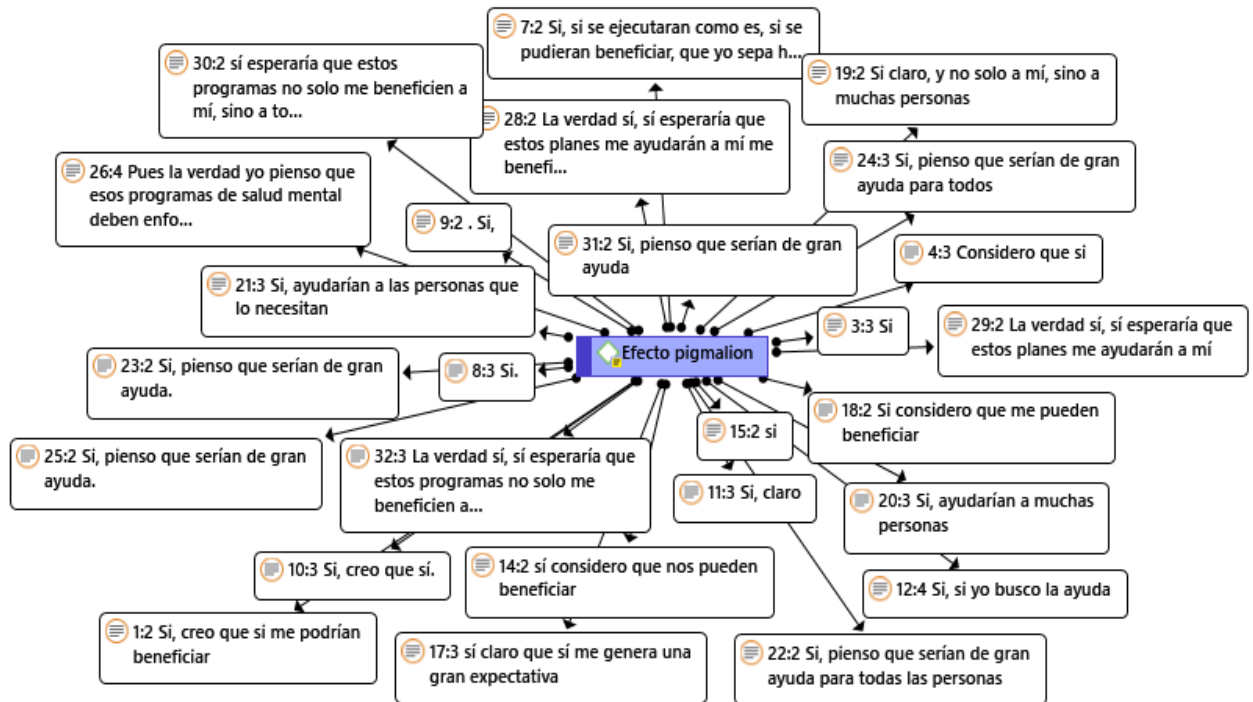 7:2 Si, si se ejecutaran como es, si se
pudieran beneficiar, que yo sepa h...
30:2 sí esperaría que estos
programas no solo me beneficien a
mí, sino a to...
19:2 Si claro, y no solo a mí, sino a
muchas personas
28:2 La verdad sí, sí esperaría que
estos planes me ayudarán a mí me
benefi...
24:3 Si, pienso que serían de gran
ayuda para todos
26:4 Pues la verdad yo pienso que
esos programas de salud mental
deben enfo...
9:2 . Si,
31:2 Si, pienso que serían de gran
ayuda
4:3 Considero que si
21:3 Si, ayudarían a las personas que
lo necesitan
3:3 Si
29:2 La verdad sí, sí esperaría que
estos planes me ayudarán a mí
Efecto pigmalion
23:2 Si, pienso que serían de gran
ayuda.
8:3 Si.
18:2 Si considero que me pueden
beneficiar
15:2 si
25:2 Si, pienso que serían de gran
ayuda.
32:3 La verdad sí, sí esperaría que
estos programas no solo me
beneficien a...
11:3 Si, claro
20:3 Si, ayudarían a muchas
personas
10:3 Si, creo que sí.
14:2 sí considero que nos pueden
beneficiar
12:4 Si, si yo busco la ayuda
1:2 Si, creo que si me podrían
beneficiar
17:3 sí claro que sí me genera una
gran expectativa
22:2 Si, pienso que serían de gran
ayuda para todas las personas